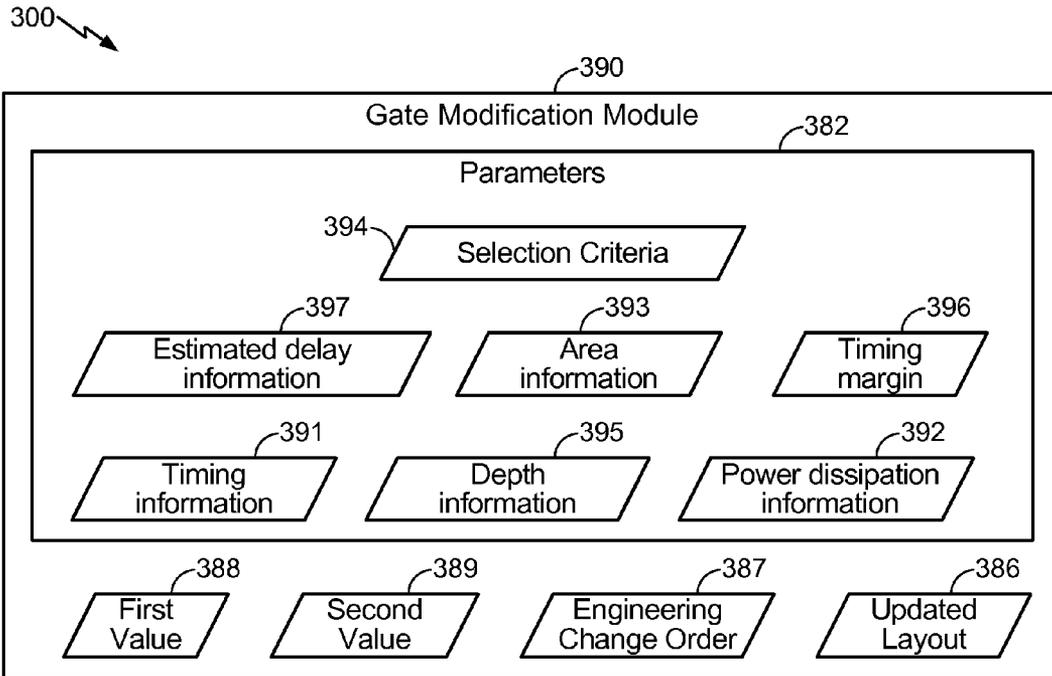 300
390
Gate Modification Module
382
Parameters
394
Selection Criteria
397
Estimated delay
information
393
Area
information
396
Timing
margin
391
Timing
information
395
Depth
information
392
Power dissipation
information
388
First
Value
389
Second
Value
387
Engineering
Change Order
386
Updated
Layout